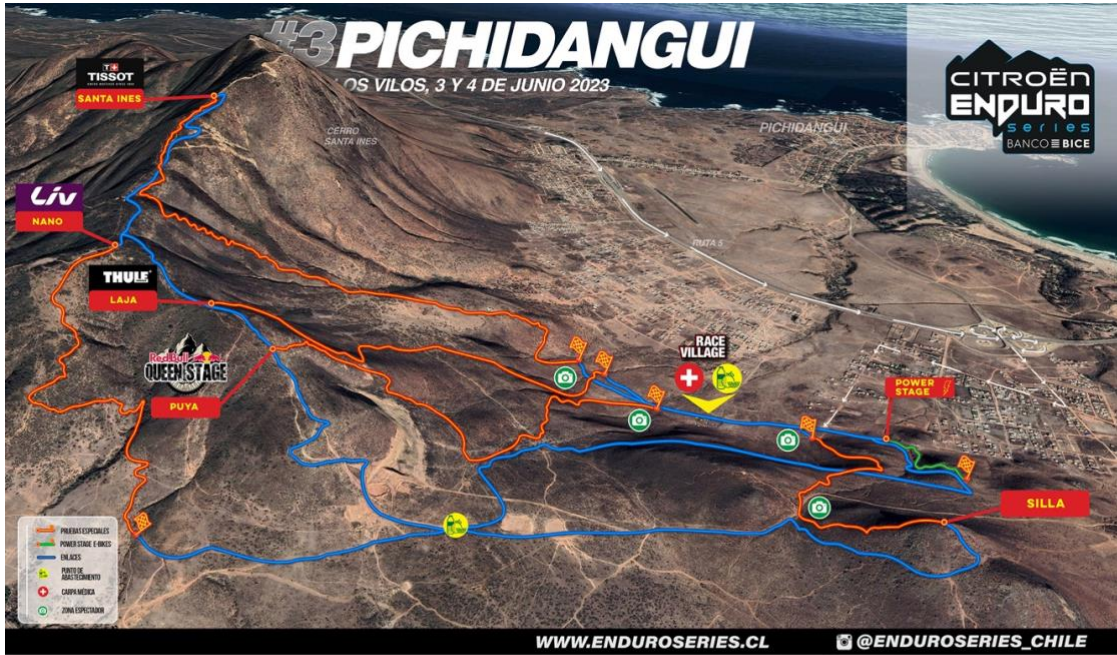 #3 PICHIDANGUI
LOS VILOS, 3 Y 4 DE JUNIO 2023
CITROËN
ENDURO
series
BANCO BICE
T+
TISSOT
SANTA INES
CERRO
SANTA INES
PICHIDANGUI
Liv
NANO
RUTA 5
THULE
LAJA
RedBull
QUEEN STAGE
PUYA
RACE
VILLAGE
POWER
STAGE
SILLA
PRUEBAS ESPECIALES
POWER STAGE E-BIKES
ENLACES
PUNTO DE
ABASTECIMIENTO
CARPA MÉDICA
ZONA ESPECTADOR
WWW.ENDUROSERIES.CL
@ENDUROSERIES_CHILE